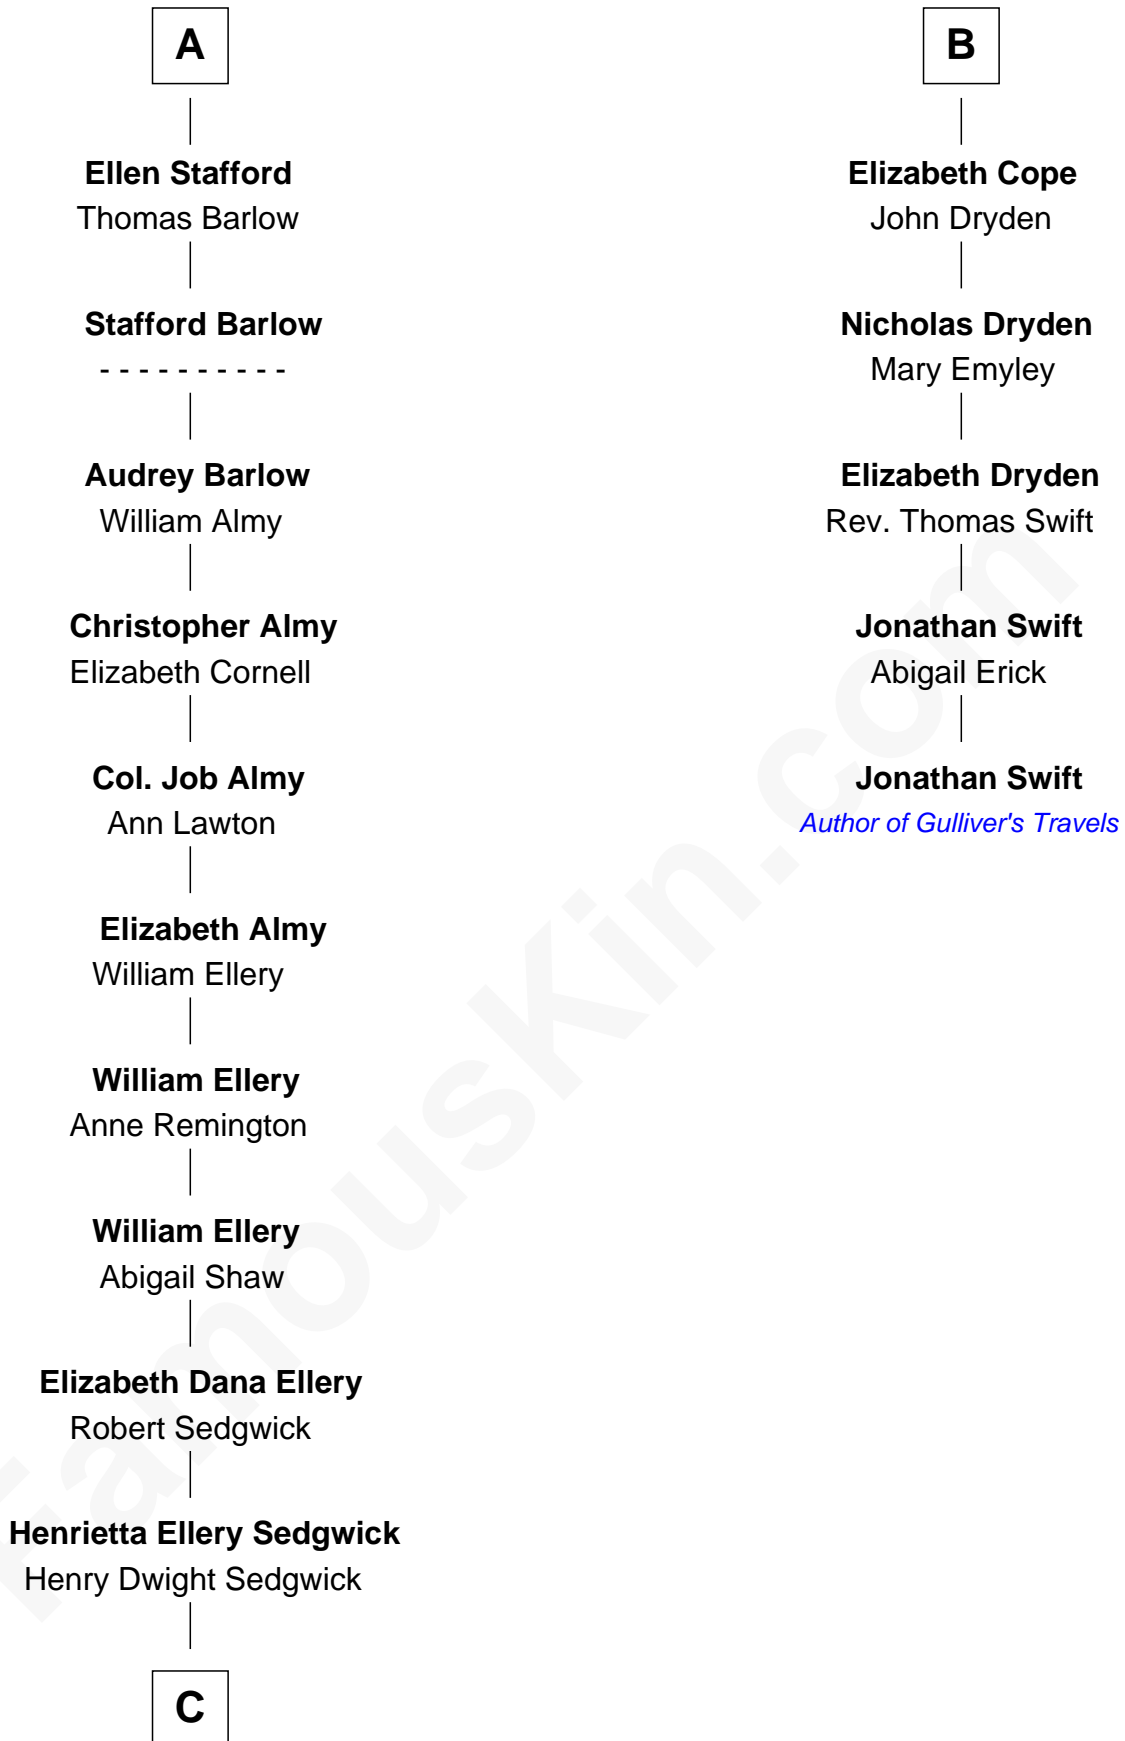 A
Ellen Stafford
Thomas Barlow
Stafford Barlow
- - - - - - - - - -
Audrey Barlow
William Almy
Christopher Almy
Elizabeth Cornell
Col. Job Almy
Ann Lawton
Elizabeth Almy
William Ellery
William Ellery
Anne Remington
William Ellery
Abigail Shaw
Elizabeth Dana Ellery
Robert Sedgwick
Henrietta Ellery Sedgwick
Henry Dwight Sedgwick
C
B
Elizabeth Cope
John Dryden
Nicholas Dryden
Mary Emyley
Elizabeth Dryden
Rev. Thomas Swift
Jonathan Swift
Abigail Erick
Jonathan Swift
Author of Gulliver's Travels
FamousKin.com